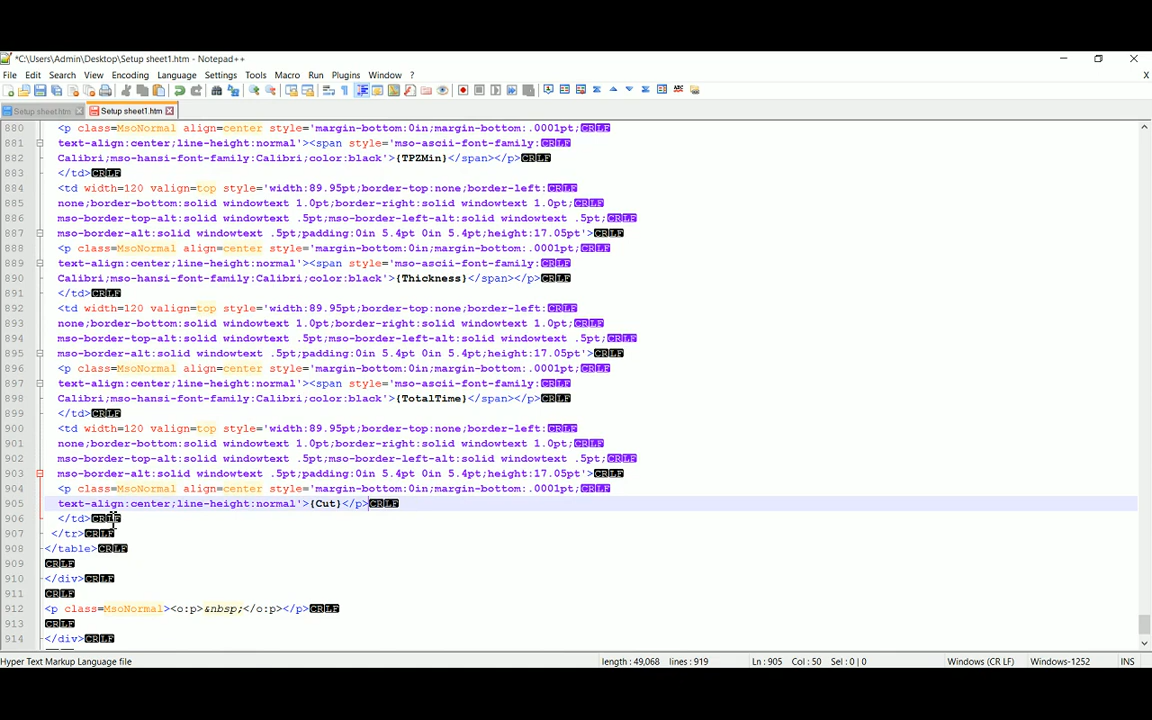 *C:\Users\Admin\Desktop\Setup sheet1.htm - Notepad++
File Edit Search View Encoding Language Settings Tools Macro Run Plugins Window ? X
Setup sheet.htm Setup sheet1.htm
880 <p class=MsoNormal align=center style='margin-bottom:0in;margin-bottom:.0001pt;CRLF
881 text-align:center;line-height:normal'><span style='mso-ascii-font-family:CRLF
882 Calibri;mso-hansi-font-family:Calibri;color:black'>{TPZMin}</span></p>CRLF
883 </td>CRLF
884 <td width=120 valign=top style='width:89.95pt;border-top:none;border-left:CRLF
885 none;border-bottom:solid windowtext 1.0pt;border-right:solid windowtext 1.0pt;CRLF
886 mso-border-top-alt:solid windowtext .5pt;mso-border-left-alt:solid windowtext .5pt;CRLF
887 mso-border-alt:solid windowtext .5pt;padding:0in 5.4pt 0in 5.4pt;height:17.05pt'>CRLF
888 <p class=MsoNormal align=center style='margin-bottom:0in;margin-bottom:.0001pt;CRLF
889 text-align:center;line-height:normal'><span style='mso-ascii-font-family:CRLF
890 Calibri;mso-hansi-font-family:Calibri;color:black'>{Thickness}</span></p>CRLF
891 </td>CRLF
892 <td width=120 valign=top style='width:89.95pt;border-top:none;border-left:CRLF
893 none;border-bottom:solid windowtext 1.0pt;border-right:solid windowtext 1.0pt;CRLF
894 mso-border-top-alt:solid windowtext .5pt;mso-border-left-alt:solid windowtext .5pt;CRLF
895 mso-border-alt:solid windowtext .5pt;padding:0in 5.4pt 0in 5.4pt;height:17.05pt'>CRLF
896 <p class=MsoNormal align=center style='margin-bottom:0in;margin-bottom:.0001pt;CRLF
897 text-align:center;line-height:normal'><span style='mso-ascii-font-family:CRLF
898 Calibri;mso-hansi-font-family:Calibri;color:black'>{TotalTime}</span></p>CRLF
899 </td>CRLF
900 <td width=120 valign=top style='width:89.95pt;border-top:none;border-left:CRLF
901 none;border-bottom:solid windowtext 1.0pt;border-right:solid windowtext 1.0pt;CRLF
902 mso-border-top-alt:solid windowtext .5pt;mso-border-left-alt:solid windowtext .5pt;CRLF
903 mso-border-alt:solid windowtext .5pt;padding:0in 5.4pt 0in 5.4pt;height:17.05pt'>CRLF
904 <p class=MsoNormal align=center style='margin-bottom:0in;margin-bottom:.0001pt;CRLF
905 text-align:center;line-height:normal'>{Cut}</p>CRLF
906 </td>CRLF
907 </tr>CRLF
908 </table>CRLF
909 CRLF
910 </div>CRLF
911 CRLF
912 <p class=MsoNormal><o:p>&nbsp;</o:p></p>CRLF
913 CRLF
914 </div>CRLF
Hyper Text Markup Language file length : 49,068 lines : 919 Ln : 905 Col : 50 Sel : 0 | 0 Windows (CR LF) Windows-1252 INS